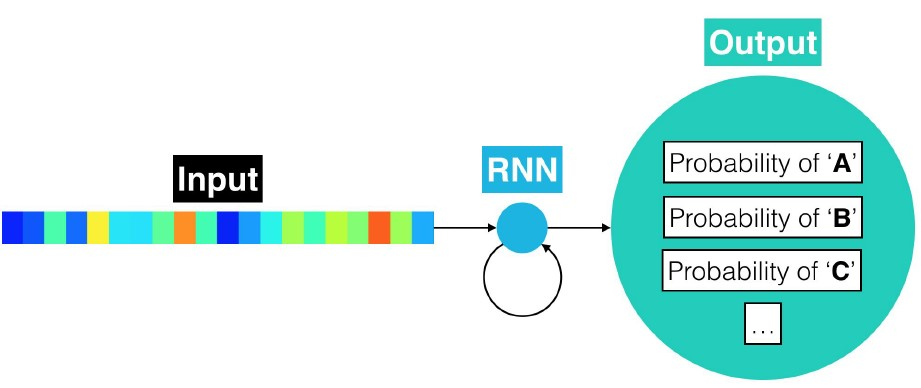 Input
RNN
Output
Probability of ‘A’
Probability of ‘B’
Probability of ‘C’
...